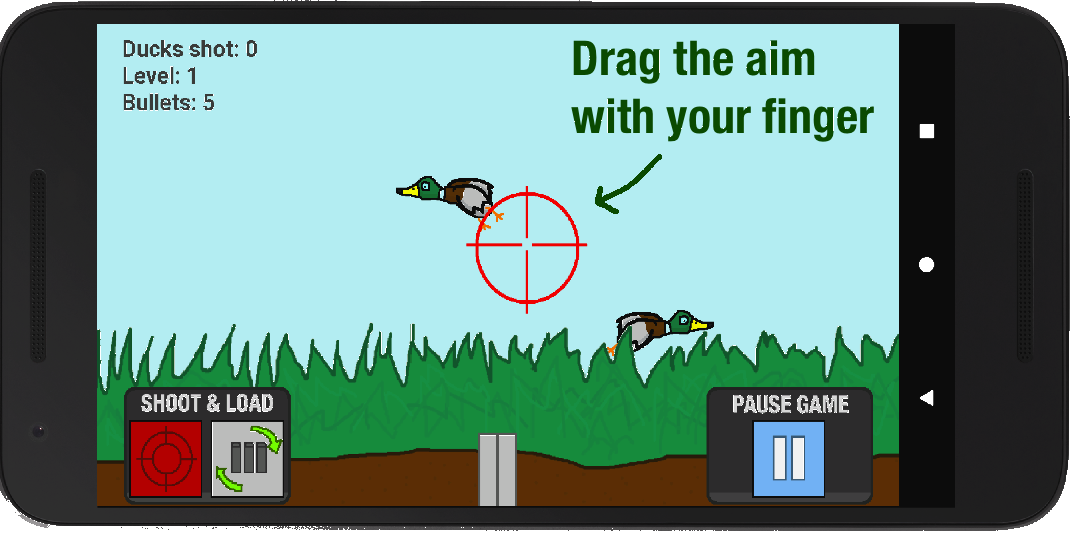 Ducks shot: 0
Level: 1
Bullets: 5
Drag the aim
with your finger
SHOOT & LOAD
PAUSE GAME